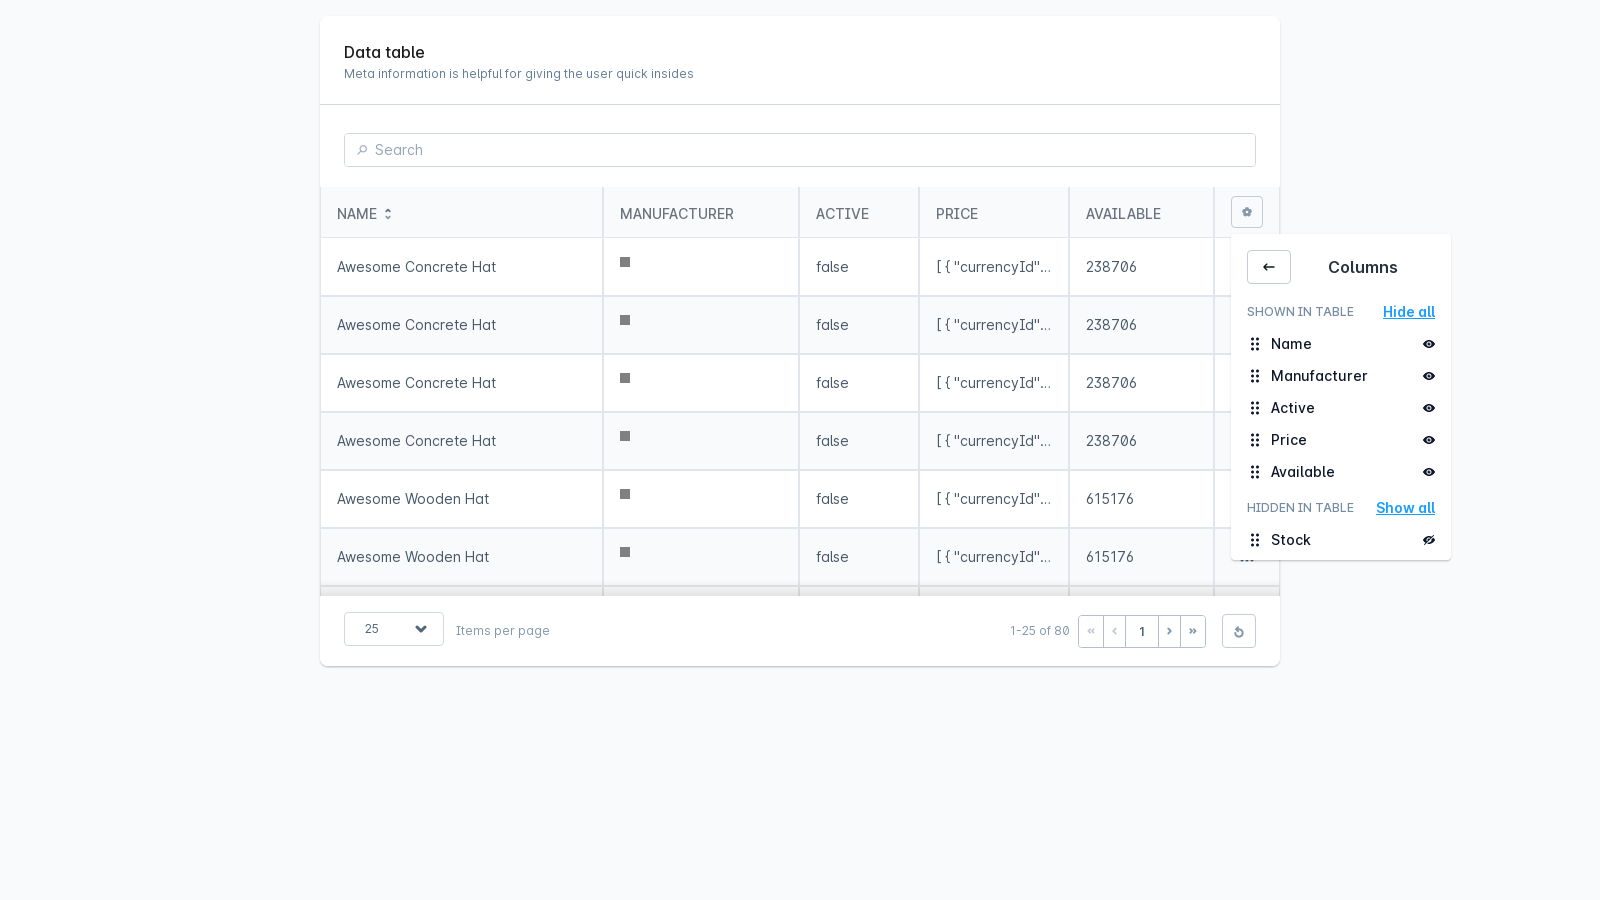 Data table
Meta information is helpful for giving the user quick insides
Search
NAME MANUFACTURER ACTIVE PRICE AVAILABLE
Awesome Concrete Hat false [ { "currencyId"... 238706
Awesome Concrete Hat false [ { "currencyId"... 238706
Awesome Concrete Hat false [ { "currencyId"... 238706
Awesome Concrete Hat false [ { "currencyId"... 238706
Awesome Wooden Hat false [ { "currencyId"... 615176
Awesome Wooden Hat false [ { "currencyId"... 615176
Columns
SHOWN IN TABLE Hide all
Name
Manufacturer
Active
Price
Available
HIDDEN IN TABLE Show all
Stock
25 Items per page 1-25 of 80 « ‹ 1 › »